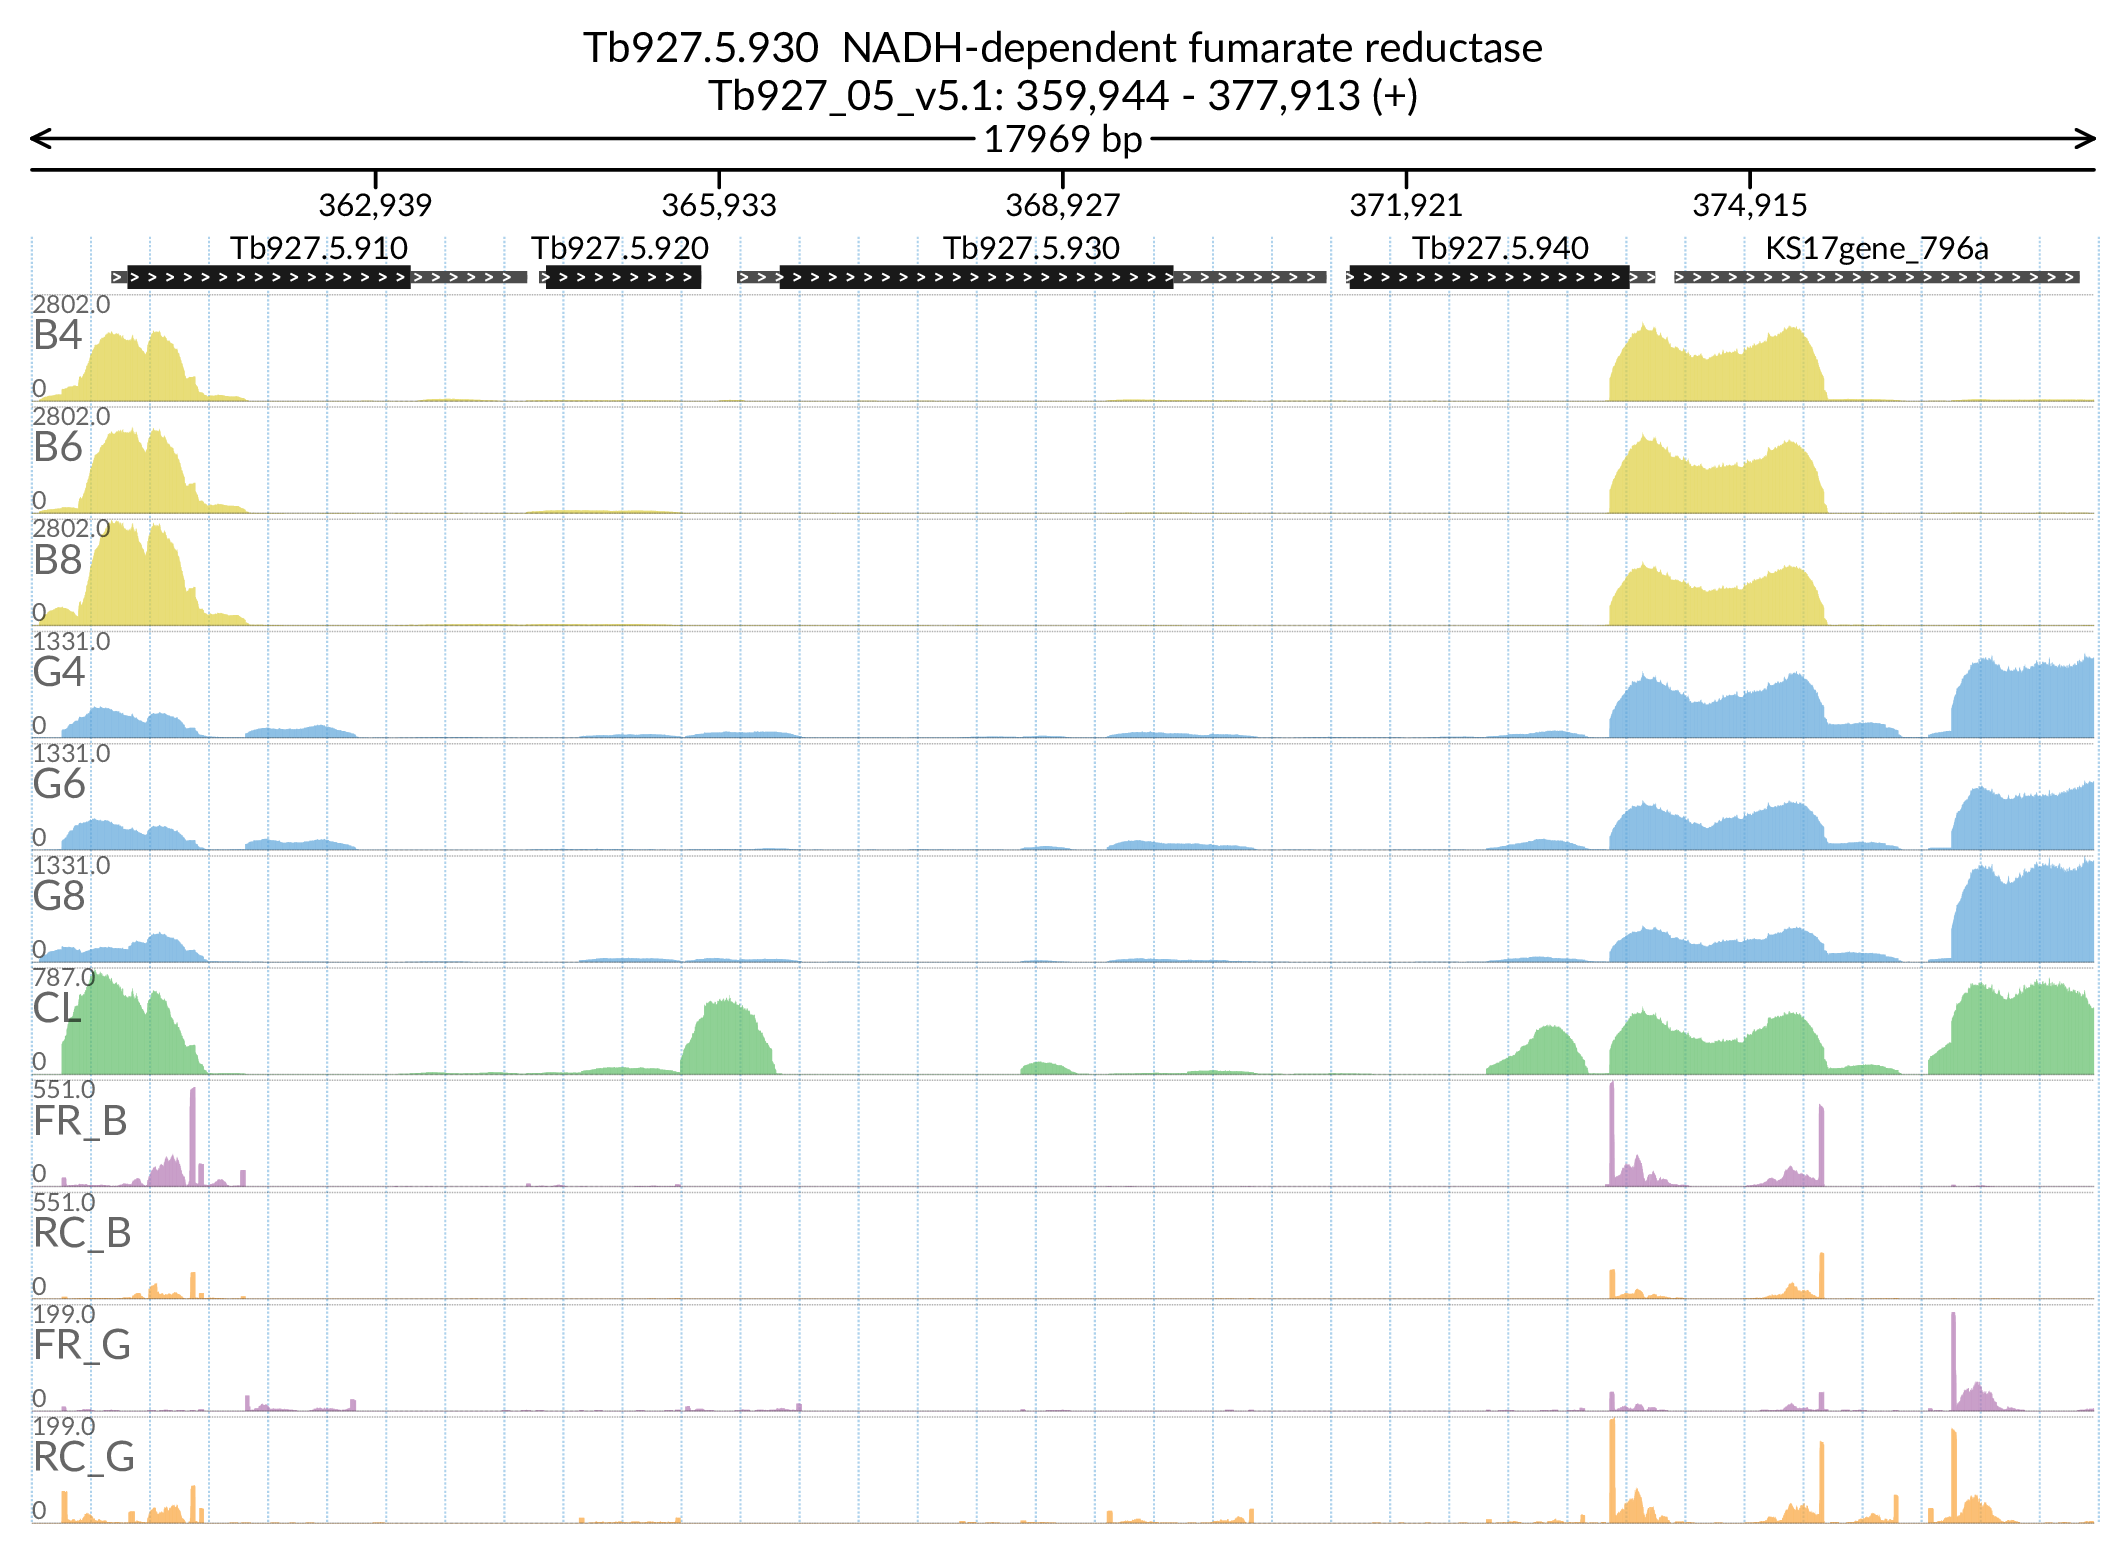 Tb927.5.930  NADH-dependent fumarate reductase
Tb927_05_v5.1: 359,944 - 377,913 (+)
17969 bp
362,939 365,933 368,927 371,921 374,915
Tb927.5.910 Tb927.5.920 Tb927.5.930 Tb927.5.940 KS17gene_796a
2802.0
B4
0
2802.0
B6
0
2802.0
B8
0
1331.0
G4
0
1331.0
G6
0
1331.0
G8
0
787.0
CL
0
551.0
FR_B
0
551.0
RC_B
0
199.0
FR_G
0
199.0
RC_G
0